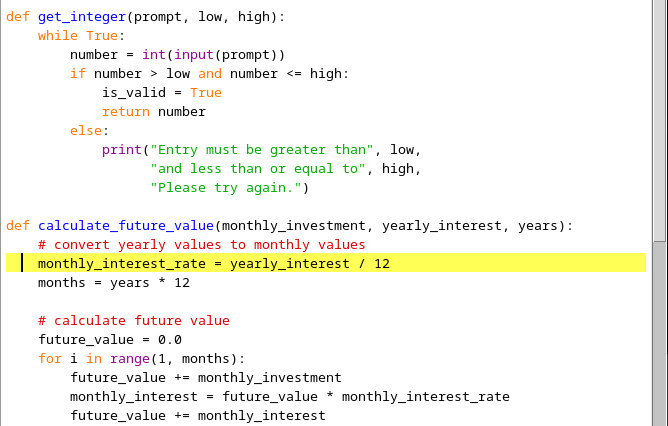 def get_integer(prompt, low, high):
    while True:
        number = int(input(prompt))
        if number > low and number <= high:
            is_valid = True
            return number
        else:
            print("Entry must be greater than", low,
                  "and less than or equal to", high,
                  "Please try again.")

def calculate_future_value(monthly_investment, yearly_interest, years):
    # convert yearly values to monthly values
    monthly_interest_rate = yearly_interest / 12
    months = years * 12

    # calculate future value
    future_value = 0.0
    for i in range(1, months):
        future_value += monthly_investment
        monthly_interest = future_value * monthly_interest_rate
        future_value += monthly_interest